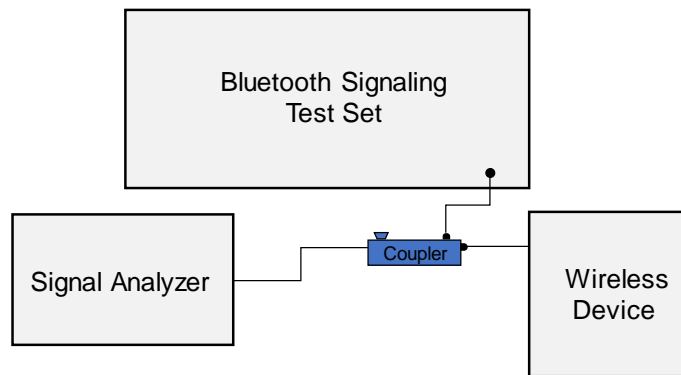 Bluetooth Signaling
Test Set
Coupler
Signal Analyzer
Wireless
Device